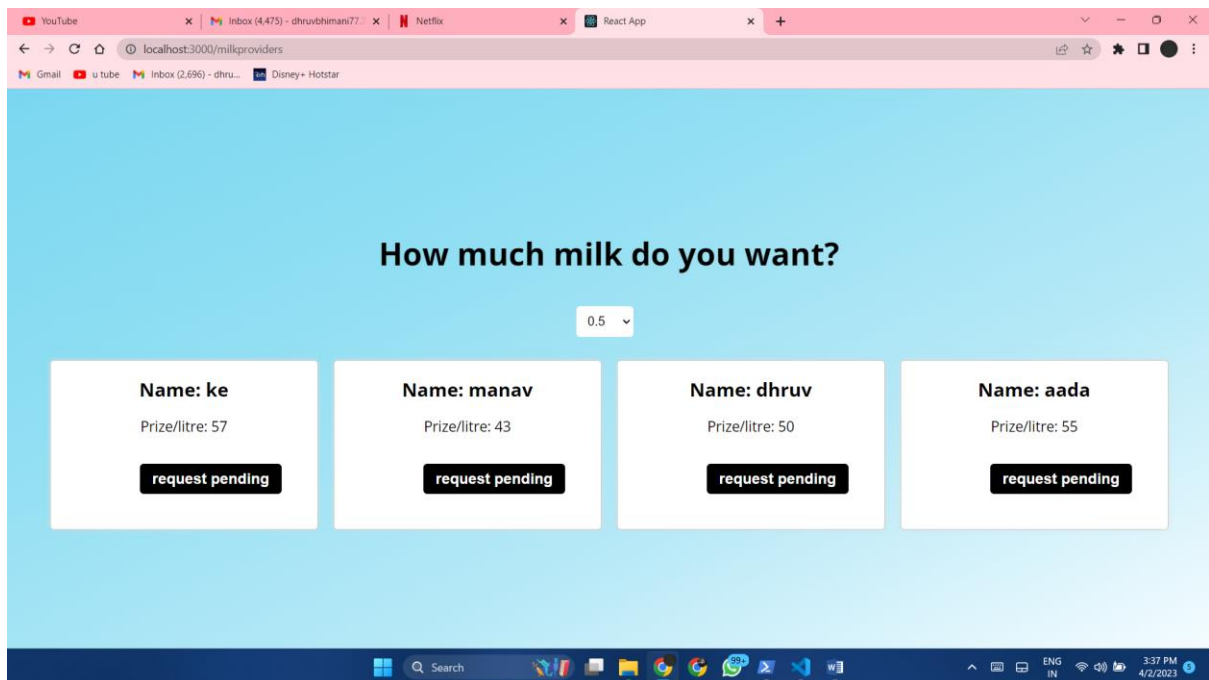 YouTube
Inbox (4,475) - dhruvbhimani77.
Netflix
React App
localhost:3000/milkproviders
Gmail
u tube
Inbox (2,696) - dhru...
Disney+ Hotstar
How much milk do you want?
0.5
Name: ke
Prize/litre: 57
request pending
Name: manav
Prize/litre: 43
request pending
Name: dhruv
Prize/litre: 50
request pending
Name: aada
Prize/litre: 55
request pending
Search
99+
ENG
IN
3:37 PM
4/2/2023
5